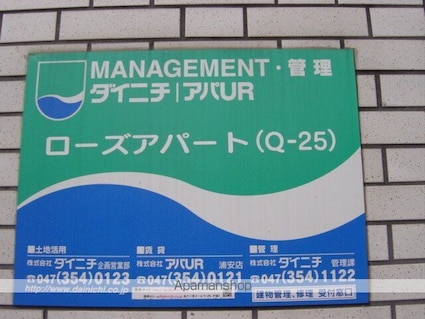 MANAGEMENT・管理
ダイニチ|アパUR
ローズアパート(Q-25)
■土地活用
株式会社 ダイニチ 企画営業部
☎047(354)0123
http://www.dainichi.co.jp
■賃貸
株式会社 アパUR 浦安店
☎047(354)0121
■管理
株式会社 ダイニチ 管理課
☎047(354)1122
建物管理、修理 受付窓口
Apamanshop